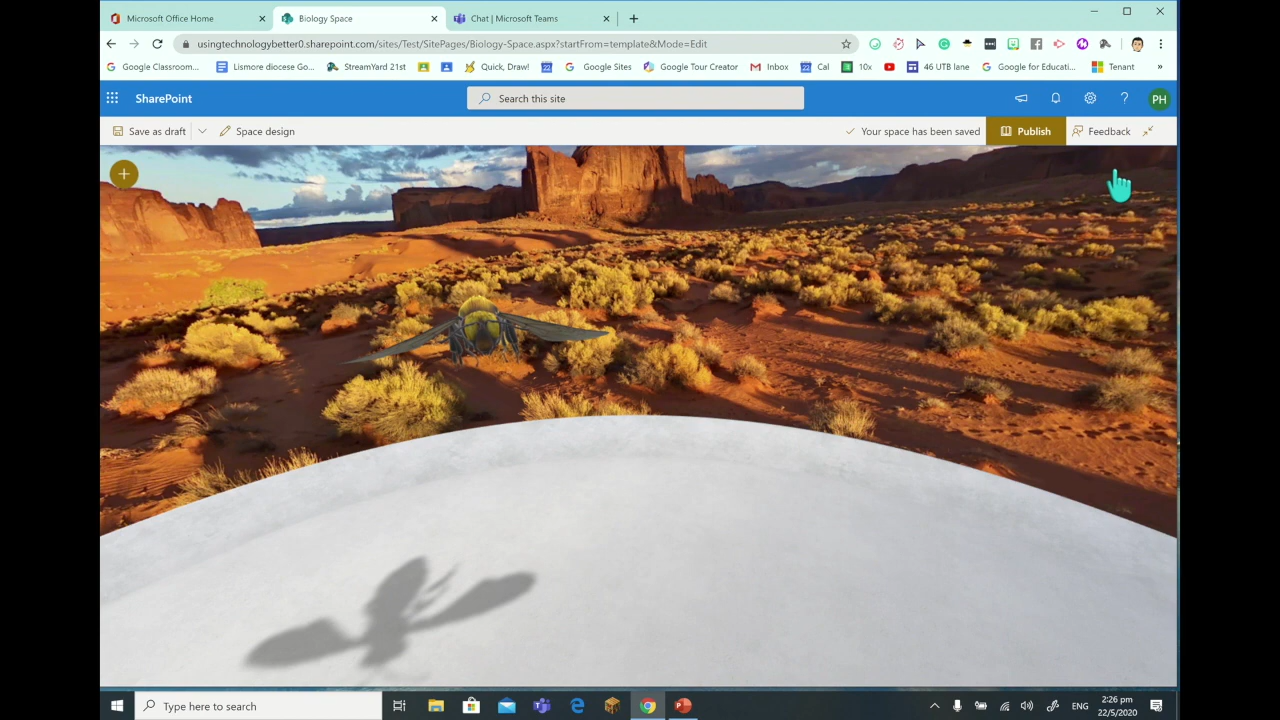 Microsoft Office Home
Biology Space
Chat | Microsoft Teams
usingtechnologybetter0.sharepoint.com/sites/Test/SitePages/Biology-Space.aspx?startFrom=template&Mode=Edit
Google Classroom... Lismore diocese Go... StreamYard 21st Quick, Draw! Google Sites Google Tour Creator Inbox Cal 10x 46 UTB lane Google for Educati... Tenant »
SharePoint Search this site PH
Save as draft Space design Your space has been saved Publish Feedback
Type here to search
ENG
2:26 pm
22/5/2020